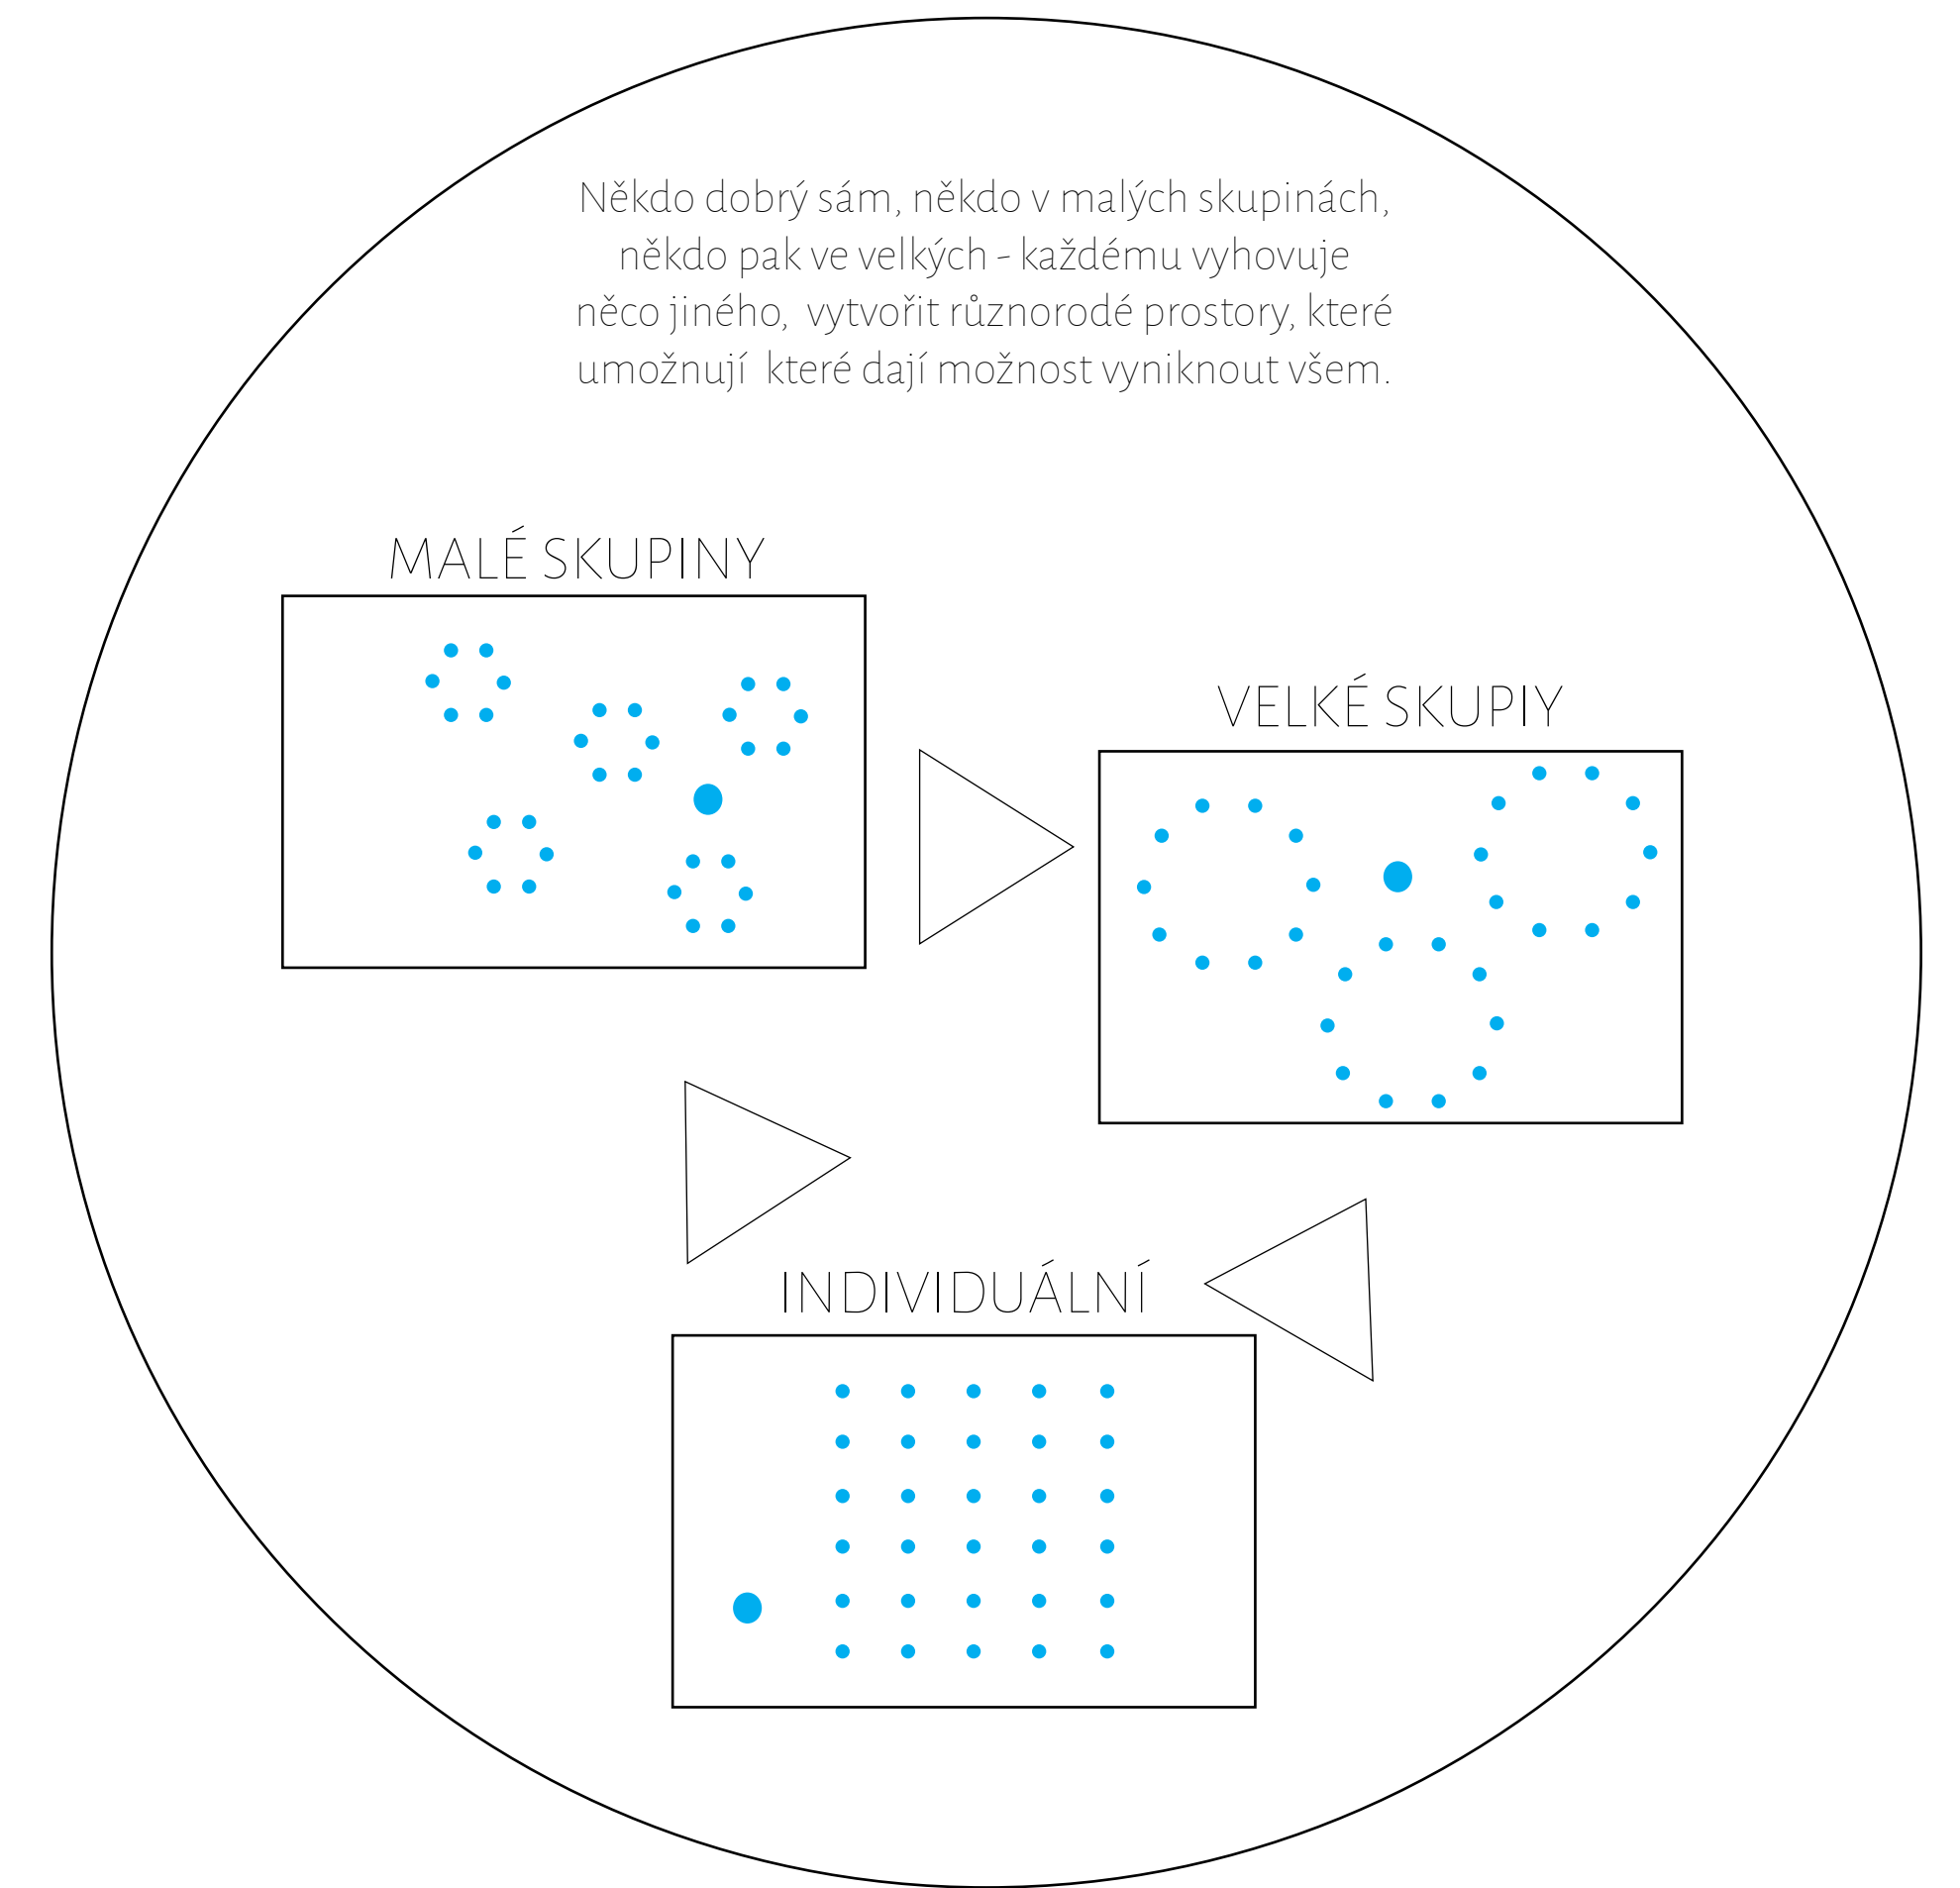 Někdo dobrý sám, někdo v malých skupinách,
někdo pak ve velkých - každému vyhovuje
něco jiného, vytvořit různorodé prostory, které
umožnují které dají možnost vyniknout všem.
MALÉ SKUPINY
VELKÉ SKUPIY
INDIVIDUÁLNÍ